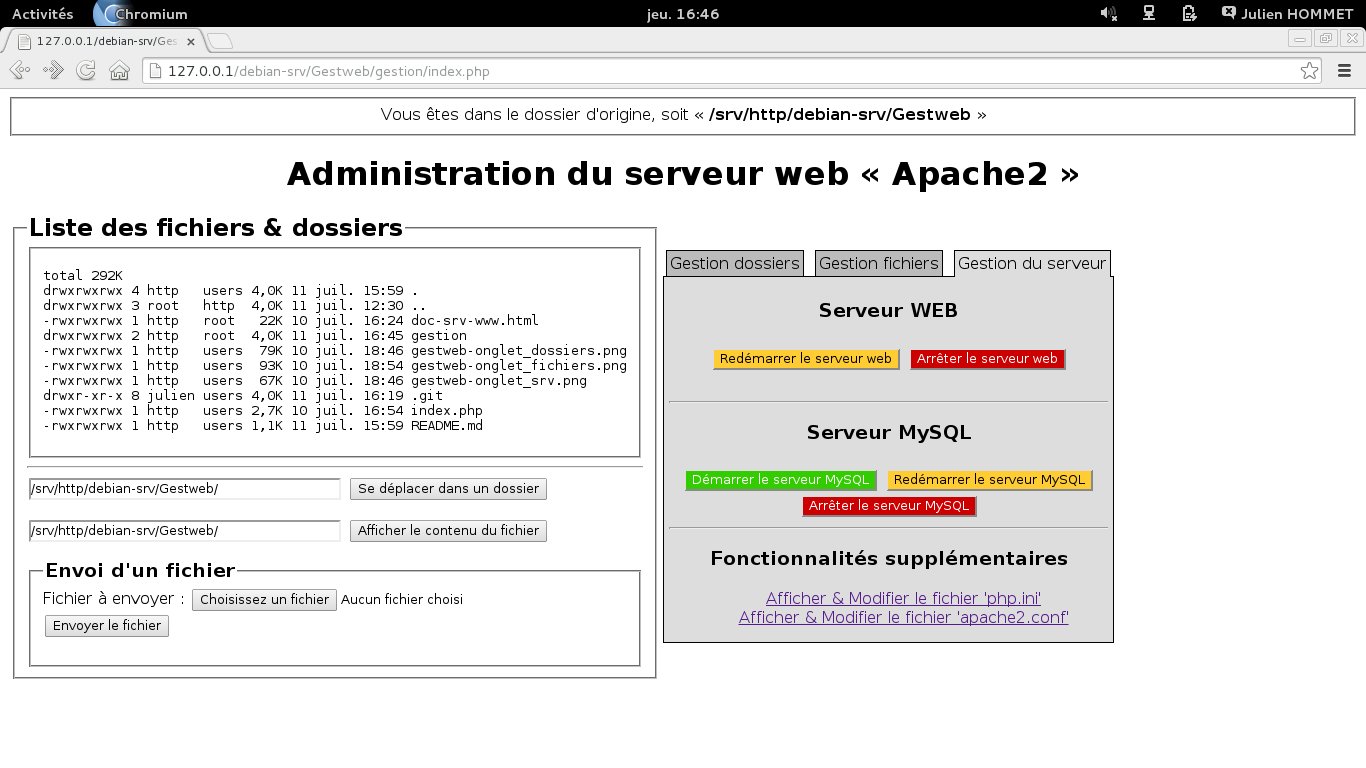 Activités Chromium jeu. 16:46 Julien HOMMET
127.0.0.1/debian-srv/Ges
127.0.0.1/debian-srv/Gestweb/gestion/index.php
Vous êtes dans le dossier d'origine, soit « /srv/http/debian-srv/Gestweb »
Administration du serveur web « Apache2 »
Liste des fichiers & dossiers
total 292K
drwxrwxrwx 4 http   users 4,0K 11 juil. 15:59 .
drwxrwxrwx 3 root   http  4,0K 11 juil. 12:30 ..
-rwxrwxrwx 1 http   root   22K 10 juil. 16:24 doc-srv-www.html
drwxrwxrwx 2 http   root  4,0K 11 juil. 16:45 gestion
-rwxrwxrwx 1 http   users  79K 10 juil. 18:46 gestweb-onglet_dossiers.png
-rwxrwxrwx 1 http   users  93K 10 juil. 18:54 gestweb-onglet_fichiers.png
-rwxrwxrwx 1 http   users  67K 10 juil. 18:46 gestweb-onglet_srv.png
drwxr-xr-x 8 julien users 4,0K 11 juil. 16:19 .git
-rwxrwxrwx 1 http   users 2,7K 10 juil. 16:54 index.php
-rwxrwxrwx 1 http   users 1,1K 11 juil. 15:59 README.md
/srv/http/debian-srv/Gestweb/ Se déplacer dans un dossier
/srv/http/debian-srv/Gestweb/ Afficher le contenu du fichier
Envoi d'un fichier
Fichier à envoyer : Choisissez un fichier Aucun fichier choisi
Envoyer le fichier
Gestion dossiers Gestion fichiers Gestion du serveur
Serveur WEB
Redémarrer le serveur web Arrêter le serveur web
Serveur MySQL
Démarrer le serveur MySQL Redémarrer le serveur MySQL
Arrêter le serveur MySQL
Fonctionnalités supplémentaires
Afficher & Modifier le fichier 'php.ini'
Afficher & Modifier le fichier 'apache2.conf'